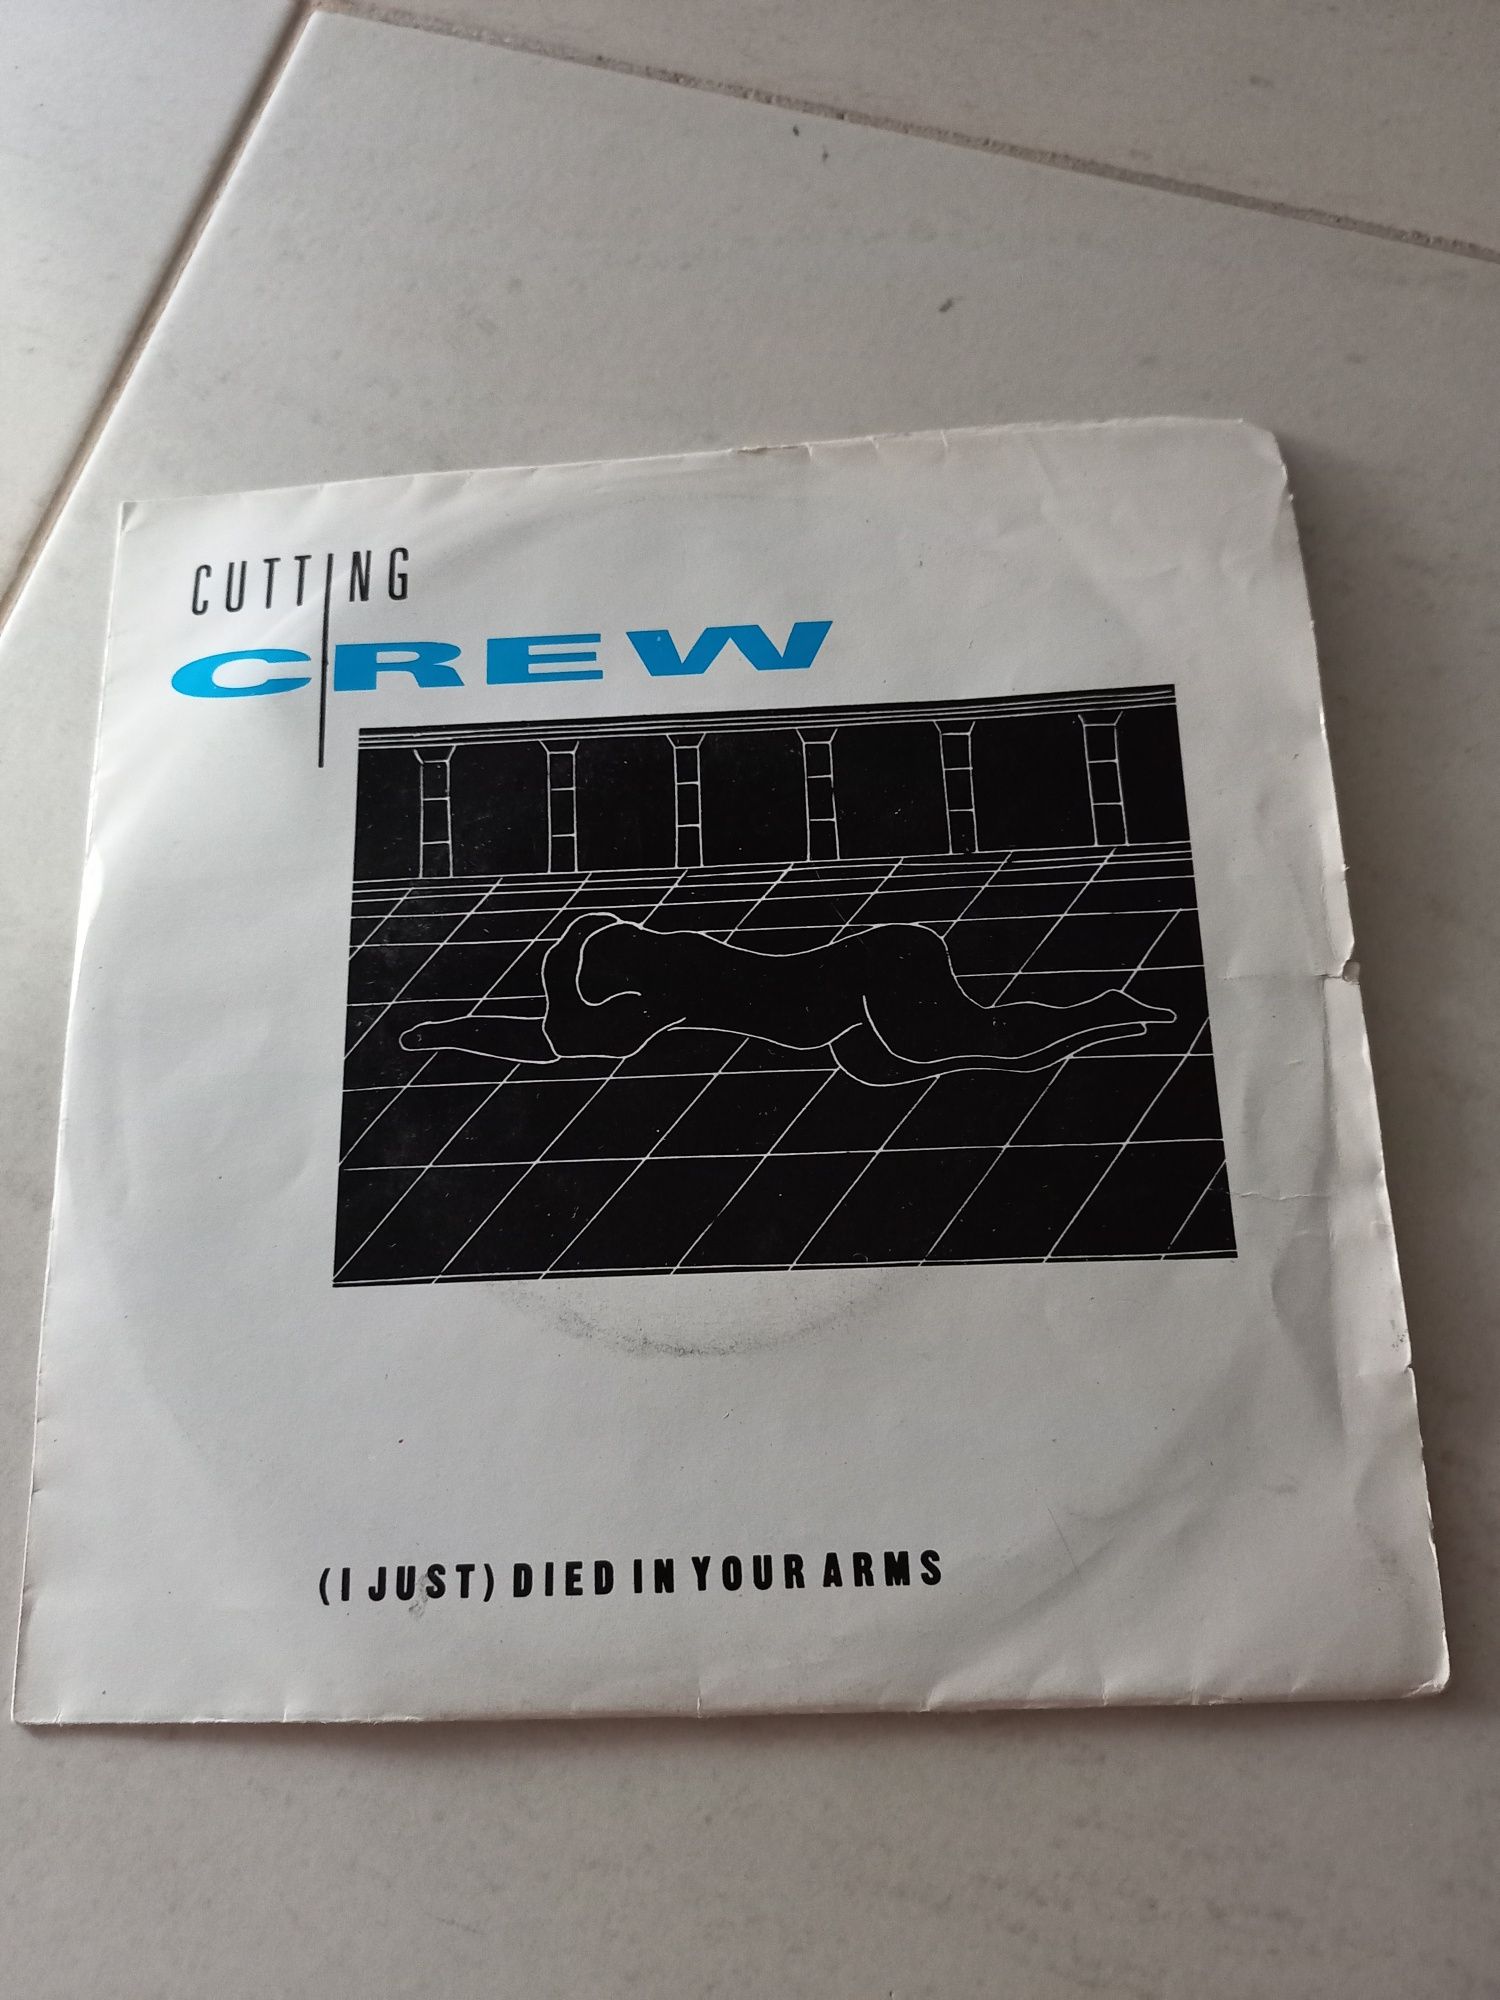 CUTTING
CREW
(I JUST) DIED IN YOUR ARMS